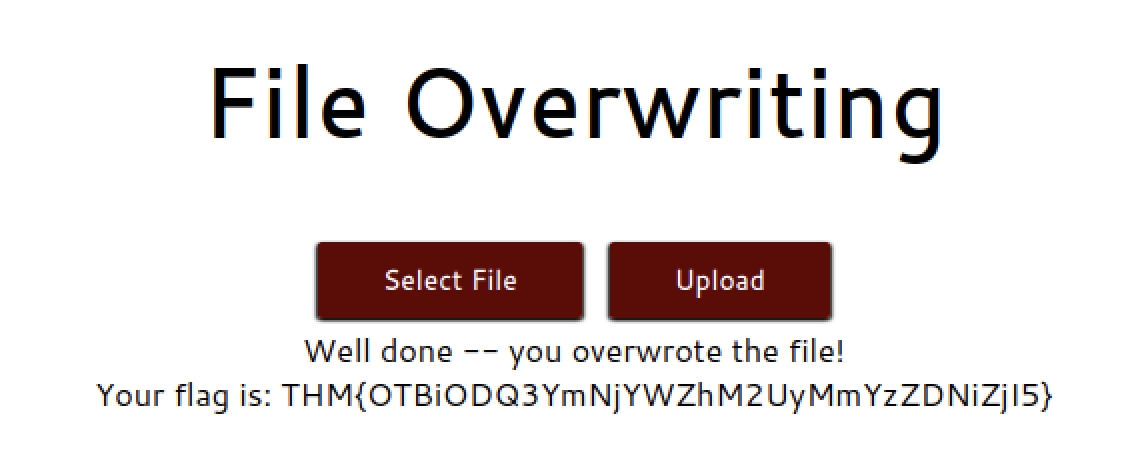 File Overwriting
Select File
Upload
Well done -- you overwrote the file!
Your flag is: THM{OTBiODQ3YmNjYWZhM2UyMmYzZDNiZjI5}